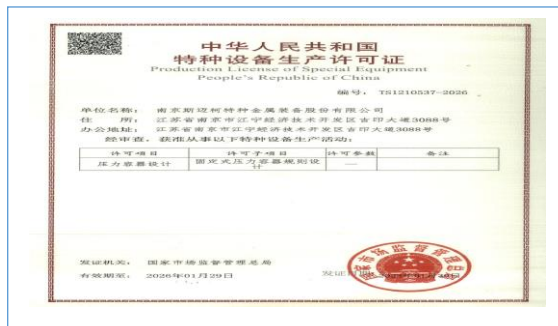 中华人民共和国
特种设备生产许可证
Production License of Special Equipment
People's Republic of China
编号: TS1210537-2026
单位名称: 南京斯迈柯特种金属装备股份有限公司
住 所: 江苏省南京市江宁经济技术开发区吉印大道3088号
办公地址: 江苏省南京市江宁经济技术开发区吉印大道3088号
经审查,获准从事以下特种设备生产活动:
许可项目 许可子项目 许可参数 备注
压力容器设计 固定式压力容器规则设计 —
发证机关: 国家市场监督管理总局
有效期至: 2026年01月29日
发证日期